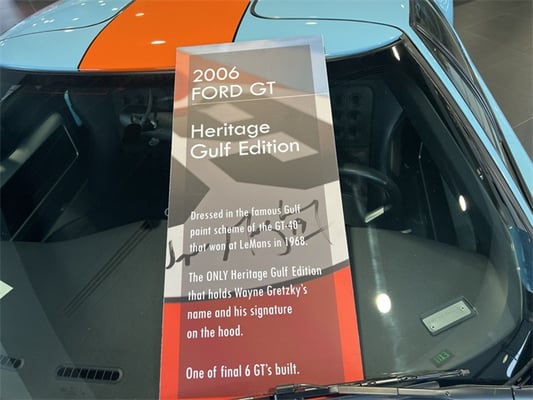 2006
FORD GT
Heritage
Gulf Edition
Dressed in the famous Gulf
paint scheme of the GT-40
that won at LeMans in 1968.
The ONLY Heritage Gulf Edition
that holds Wayne Gretzky's
name and his signature
on the hood.
One of final 6 GT's built.